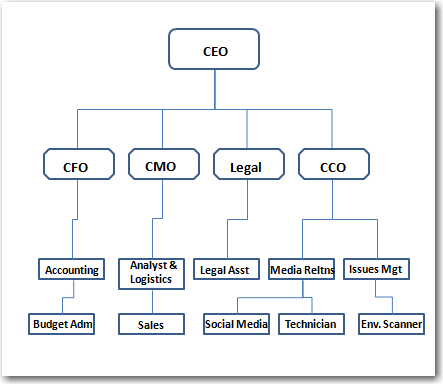 CEO
CFO
CMO
Legal
CCO
Accounting
Analyst &
Logistics
Legal Asst
Media Reltns
Issues Mgt
Budget Adm
Sales
Social Media
Technician
Env. Scanner